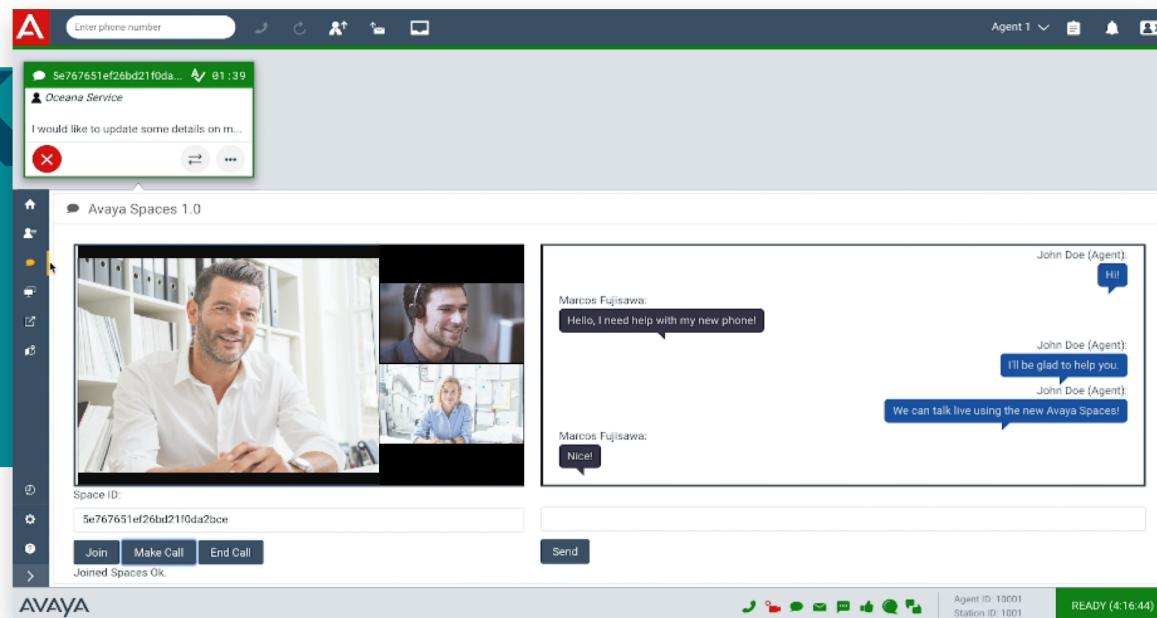 Enter phone number
Agent 1
5e767651ef26bd21f0da... 01:39
Oceana Service
I would like to update some details on m...
Avaya Spaces 1.0
John Doe (Agent):
Hi!
Marcos Fujisawa:
Hello, I need help with my new phone!
John Doe (Agent):
I'll be glad to help you.
John Doe (Agent):
We can talk live using the new Avaya Spaces!
Marcos Fujisawa:
Nice!
Space ID:
5e767651ef26bd21f0da2bce
Join Make Call End Call
Send
Joined Spaces Ok.
AVAYA
Agent ID: 10001
Station ID: 1001
READY (4:16:44)